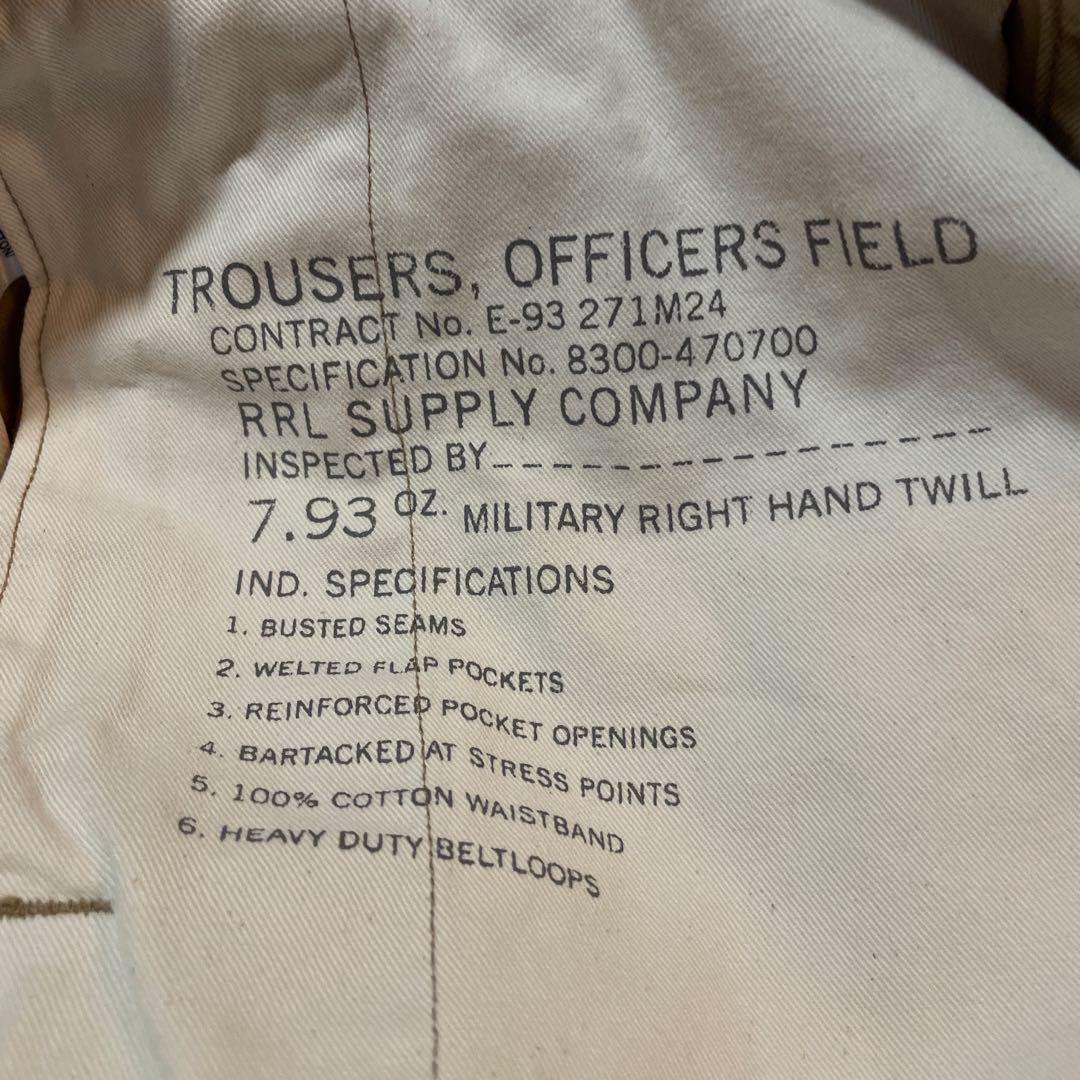 TROUSERS, OFFICERS FIELD
CONTRACT No. E-93 271M24
SPECIFICATION No. 8300-470700
RRL SUPPLY COMPANY
INSPECTED BY-----------------
7.93 OZ. MILITARY RIGHT HAND TWILL
IND. SPECIFICATIONS
1. BUSTED SEAMS
2. WELTED FLAP POCKETS
3. REINFORCED POCKET OPENINGS
4. BARTACKED AT STRESS POINTS
5. 100% COTTON WAISTBAND
6. HEAVY DUTY BELTLOOPS